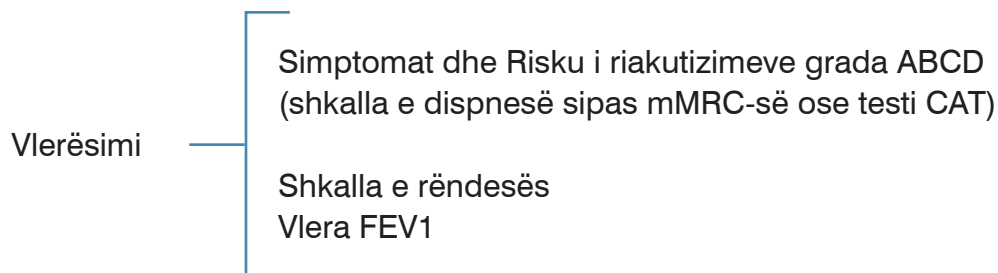 Simptomat dhe Risku i riakutizimeve grada ABCD
(shkalla e dispnesë sipas mMRC-së ose testi CAT)
Vlerësimi
Shkalla e rëndesës
Vlera FEV1